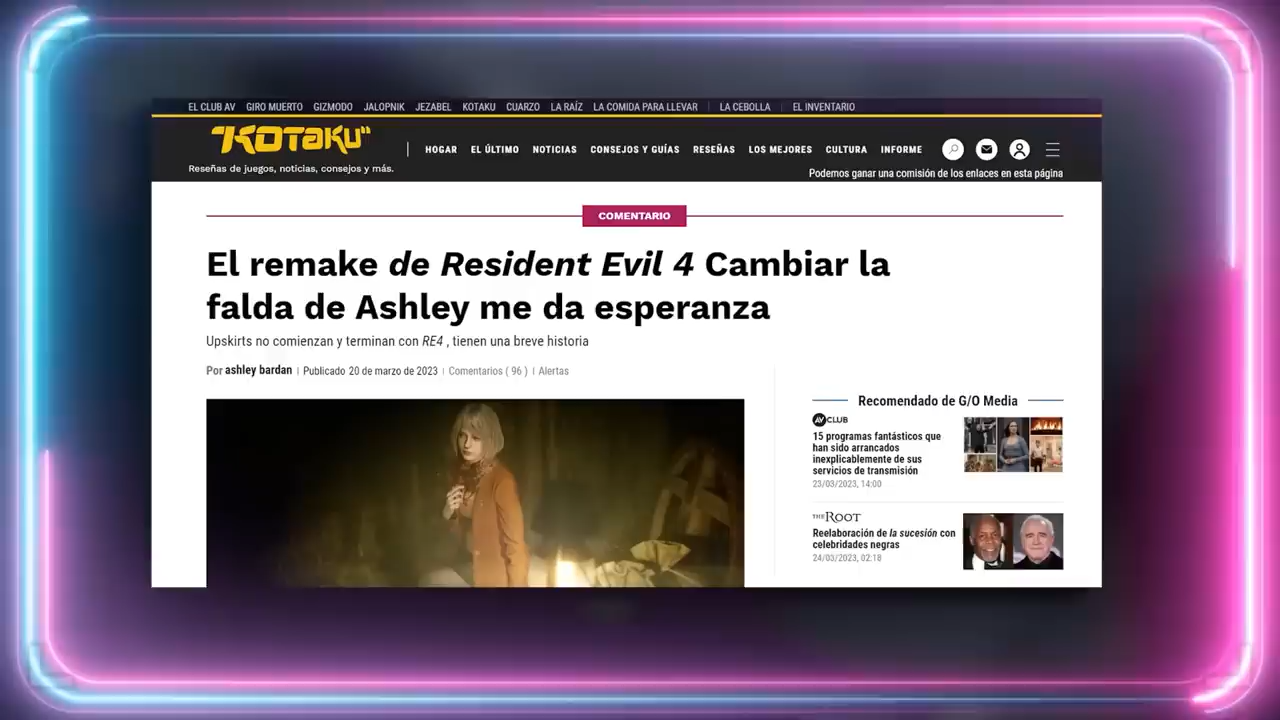 EL CLUB AV GIRO MUERTO GIZMODO JALOPNIK JEZABEL KOTAKU CUARZO LA RAÍZ LA COMIDA PARA LLEVAR LA CEBOLLA EL INVENTARIO
"KOTAKU"
Reseñas de juegos, noticias, consejos y más.
HOGAR EL ÚLTIMO NOTICIAS CONSEJOS Y GUÍAS RESEÑAS LOS MEJORES CULTURA INFORME
Podemos ganar una comisión de los enlaces en esta página
COMENTARIO
El remake de Resident Evil 4 Cambiar la
falda de Ashley me da esperanza
Upskirts no comienzan y terminan con RE4 , tienen una breve historia
Por ashley bardan | Publicado 20 de marzo de 2023 | Comentarios ( 96 ) | Alertas
Recomendado de G/O Media
AV CLUB
15 programas fantásticos que
han sido arrancados
inexplicablemente de sus
servicios de transmisión
23/03/2023, 14:00
THE ROOT
Reelaboración de la sucesión con
celebridades negras
24/03/2023, 02:18